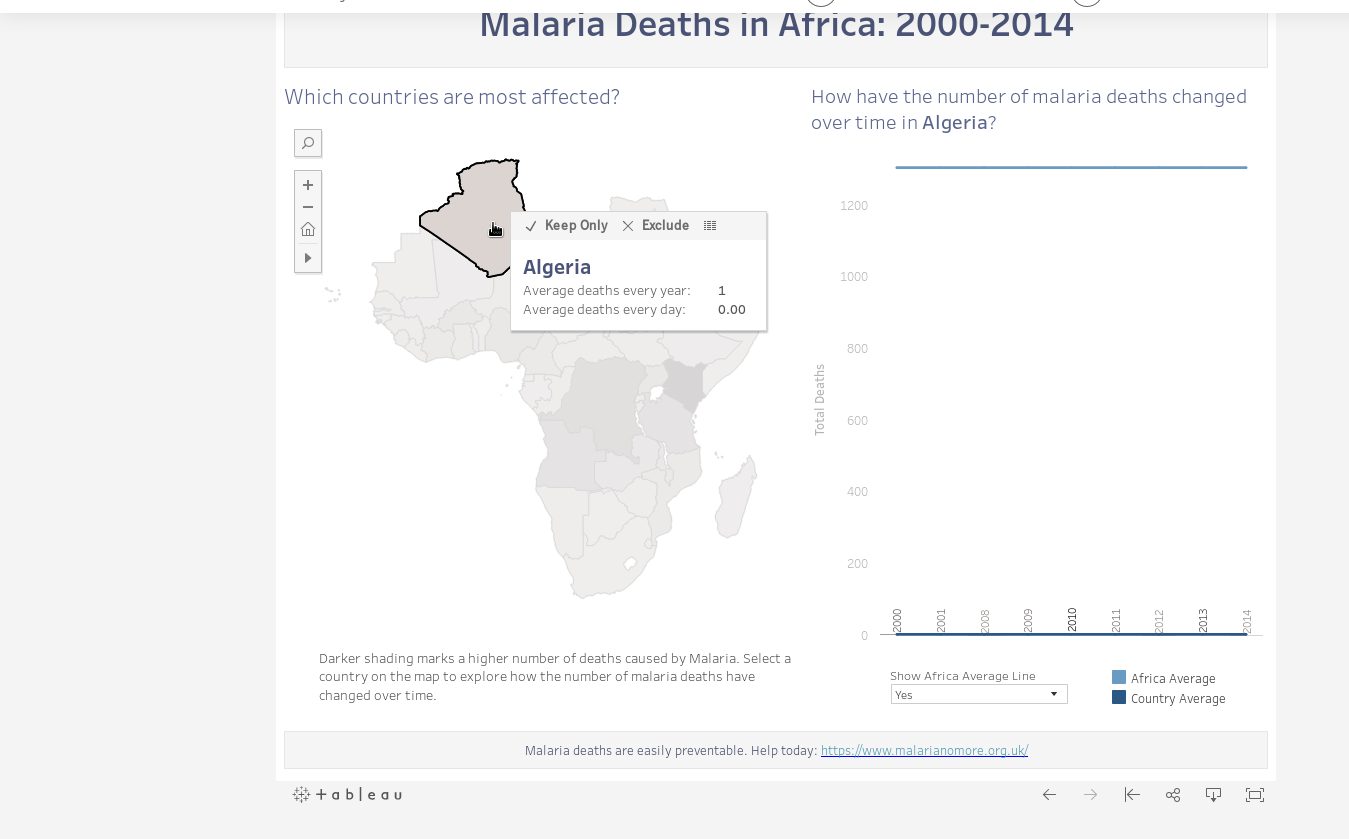 Malaria Deaths in Africa: 2000-2014
Which countries are most affected?
How have the number of malaria deaths changed
over time in Algeria?
Keep Only Exclude
Algeria
Average deaths every year: 1
Average deaths every day: 0.00
1200
1000
800
600
400
200
0
Total Deaths
2000 2001 2008 2009 2010 2011 2012 2013 2014
Darker shading marks a higher number of deaths caused by Malaria. Select a
country on the map to explore how the number of malaria deaths have
changed over time.
Show Africa Average Line
Yes
Africa Average
Country Average
Malaria deaths are easily preventable. Help today: https://www.malarianomore.org.uk/
+ableau